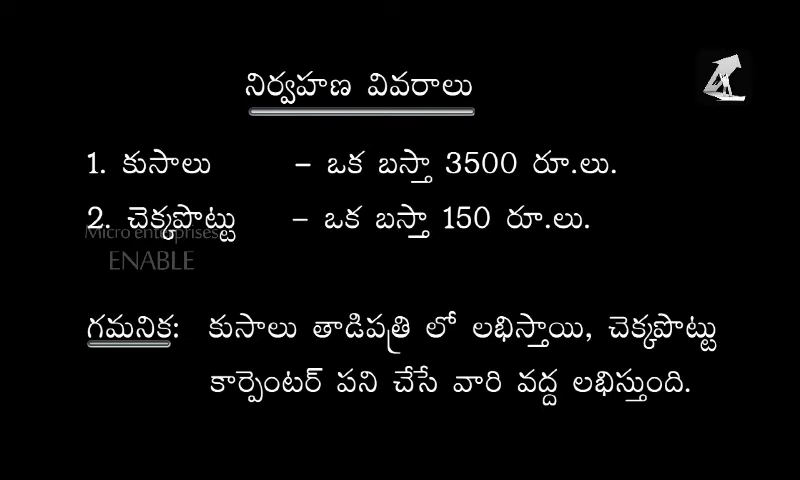 నిర్వహణ వివరాలు
1. కుసాలు – ఒక బస్తా 3500 రూ.లు.
2. చెక్కపొట్టు – ఒక బస్తా 150 రూ.లు.
Micro enterprises
ENABLE
గమనిక: కుసాలు తాడిపత్రి లో లభిస్తాయి, చెక్కపొట్టు
కార్పెంటర్ పని చేసే వారి వద్ద లభిస్తుంది.